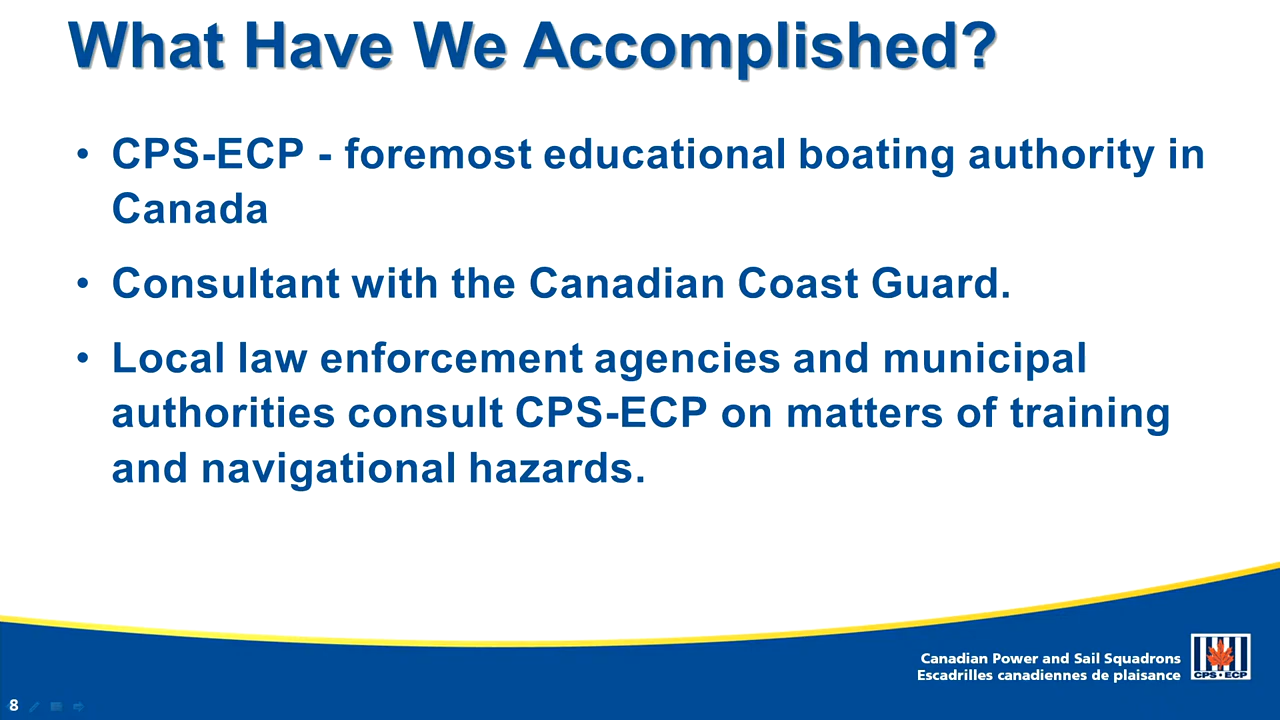 What Have We Accomplished?
• CPS-ECP - foremost educational boating authority in
Canada
• Consultant with the Canadian Coast Guard.
• Local law enforcement agencies and municipal
authorities consult CPS-ECP on matters of training
and navigational hazards.
Canadian Power and Sail Squadrons
Escadrilles canadiennes de plaisance
CPS • ECP
8